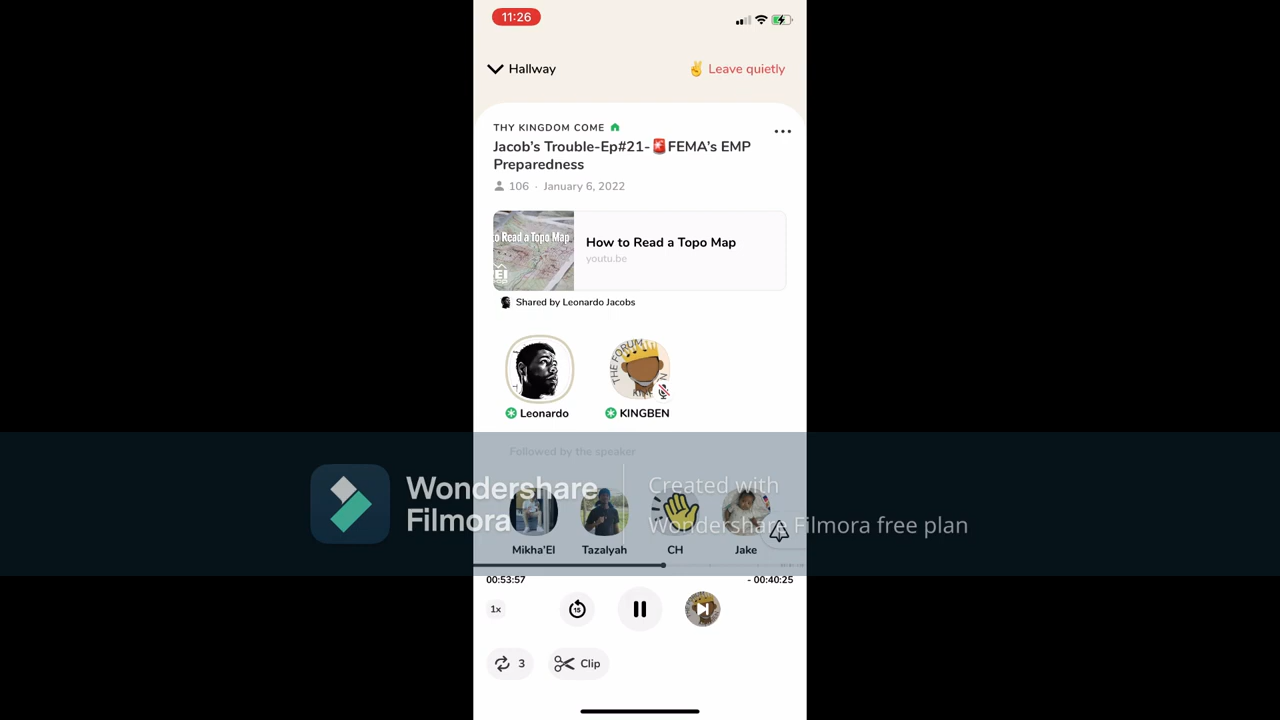 11:26
Hallway
✌️ Leave quietly
THY KINGDOM COME
Jacob's Trouble-Ep#21-🚨FEMA's EMP
Preparedness
106 · January 6, 2022
o Read a Topo Map
How to Read a Topo Map
youtu.be
Shared by Leonardo Jacobs
THE FORUM
Leonardo
KINGBEN
Followed by the speaker
Wondershare
Filmora
Created with
Wondershare Filmora free plan
Mikha'El
Tazalyah
CH
Jake
00:53:57
- 00:40:25
1x
15
3
Clip